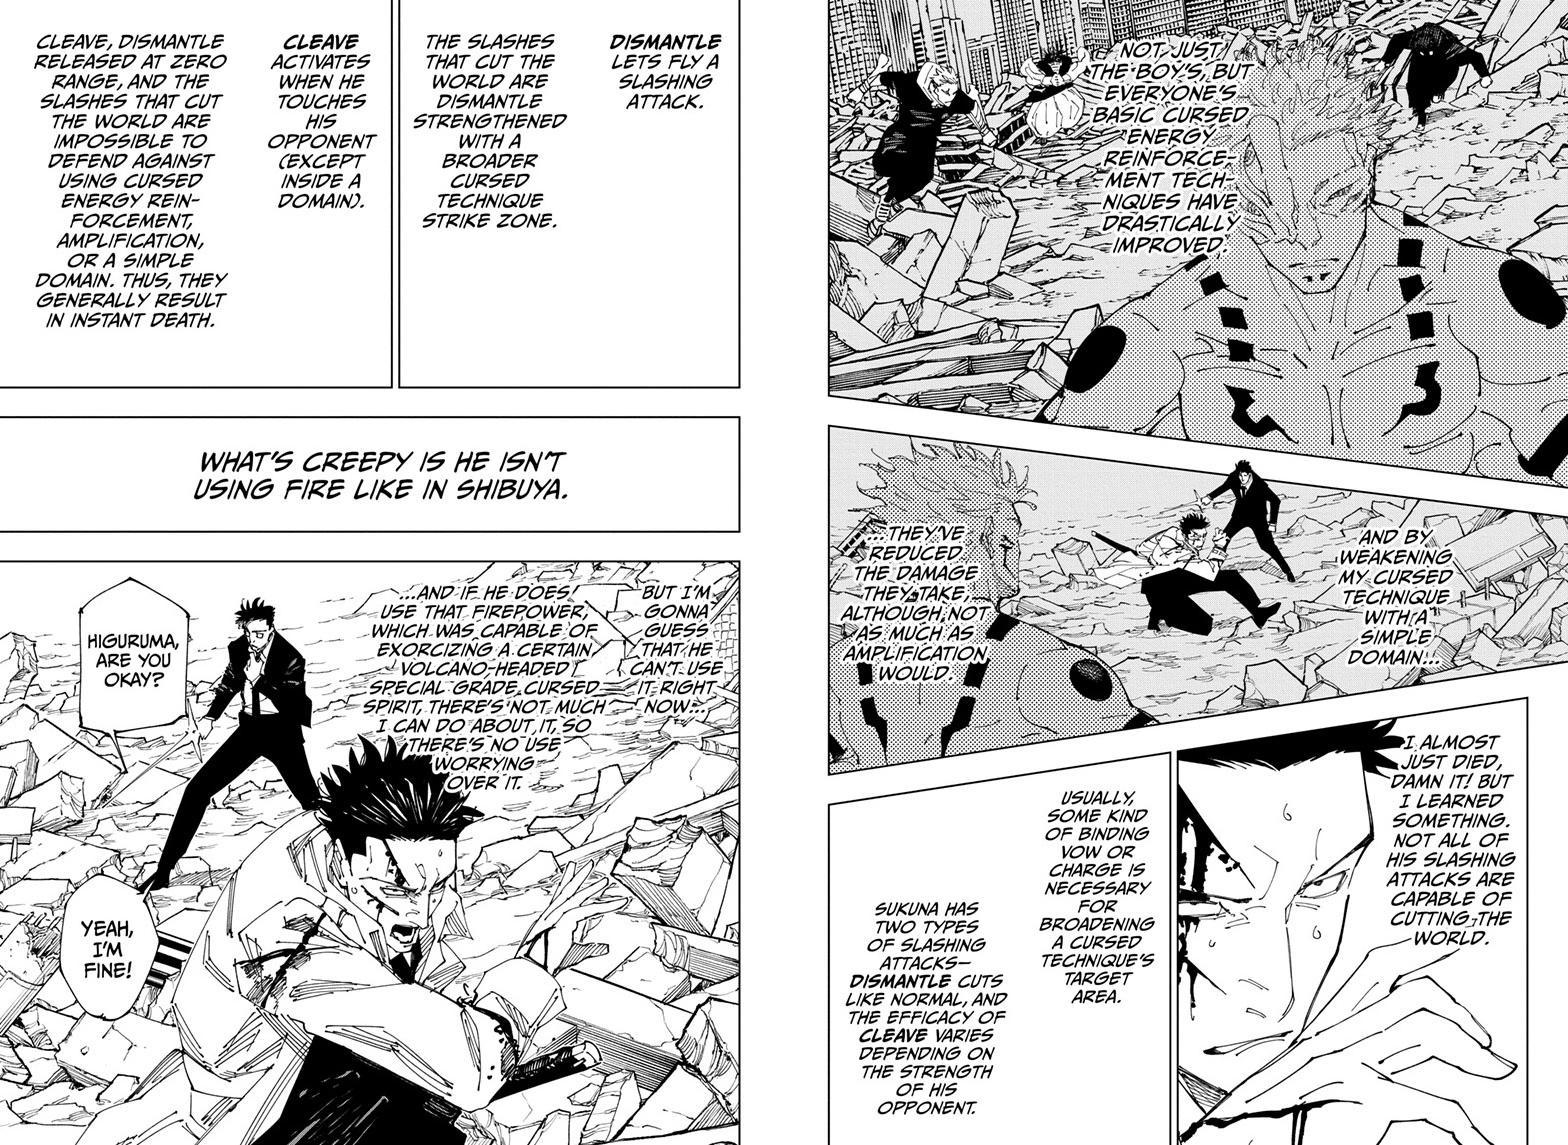 NOT JUST
THE BOY'S, BUT
EVERYONE'S
BASIC CURSED
ENERGY
REINFORCE-
MENT TECH-
NIQUES HAVE
DRASTICALLY
IMPROVED.
AND BY
WEAKENING
MY CURSED
TECHNIQUE
WITH A
SIMPLE
DOMAIN...
...THEY'VE
REDUCED
THE DAMAGE
THEY TAKE,
ALTHOUGH NOT
AS MUCH AS
AMPLIFICATION
WOULD.
I ALMOST
JUST DIED,
DAMN IT! BUT
I LEARNED
SOMETHING.
NOT ALL OF
HIS SLASHING
ATTACKS ARE
CAPABLE OF
CUTTING THE
WORLD.
USUALLY,
SOME KIND
OF BINDING
VOW OR
CHARGE IS
NECESSARY
FOR
BROADENING
A CURSED
TECHNIQUE'S
TARGET
AREA.
SUKUNA HAS
TWO TYPES
OF SLASHING
ATTACKS—
DISMANTLE CUTS
LIKE NORMAL, AND
THE EFFICACY OF
CLEAVE VARIES
DEPENDING ON
THE STRENGTH
OF HIS
OPPONENT.
DISMANTLE
LETS FLY A
SLASHING
ATTACK.
THE SLASHES
THAT CUT THE
WORLD ARE
DISMANTLE
STRENGTHENED
WITH A
BROADER
CURSED
TECHNIQUE
STRIKE ZONE.
CLEAVE
ACTIVATES
WHEN HE
TOUCHES
HIS
OPPONENT
(EXCEPT
INSIDE A
DOMAIN).
CLEAVE, DISMANTLE
RELEASED AT ZERO
RANGE, AND THE
SLASHES THAT CUT
THE WORLD ARE
IMPOSSIBLE TO
DEFEND AGAINST
USING CURSED
ENERGY REIN-
FORCEMENT,
AMPLIFICATION,
OR A SIMPLE
DOMAIN. THUS, THEY
GENERALLY RESULT
IN INSTANT DEATH.
WHAT'S CREEPY IS HE ISN'T
USING FIRE LIKE IN SHIBUYA.
BUT I'M
GONNA
GUESS
THAT HE
CAN'T USE
IT RIGHT
NOW...
...AND IF HE DOES
USE THAT FIREPOWER,
WHICH WAS CAPABLE OF
EXORCIZING A CERTAIN
VOLCANO-HEADED
SPECIAL GRADE CURSED
SPIRIT, THERE'S NOT MUCH
I CAN DO ABOUT IT, SO
THERE'S NO USE
WORRYING
OVER IT.
HIGURUMA,
ARE YOU
OKAY?
YEAH,
I'M
FINE!